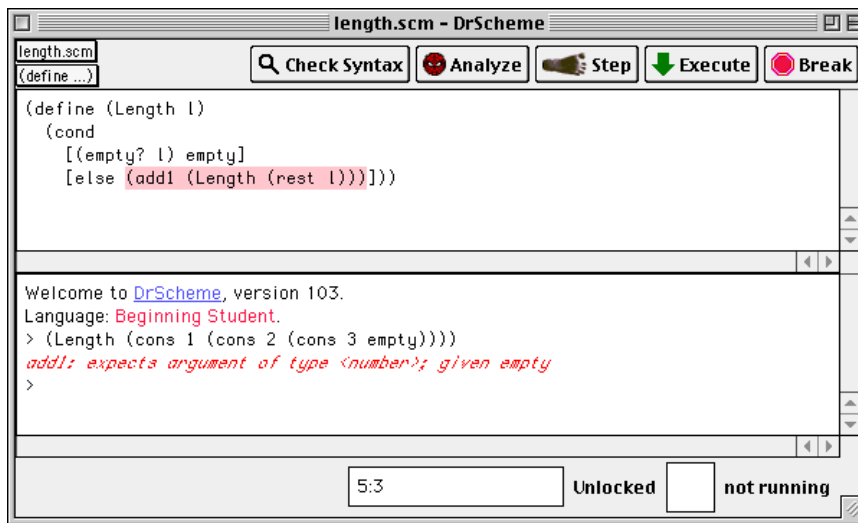 length.scm - DrScheme
length.scm
(define ...)
Check Syntax Analyze Step Execute Break
(define (Length l)
(cond
[(empty? l) empty]
[else (add1 (Length (rest l)))]))
Welcome to DrScheme, version 103.
Language: Beginning Student.
> (Length (cons 1 (cons 2 (cons 3 empty))))
add1: expects argument of type <number>; given empty
>
5:3 Unlocked not running